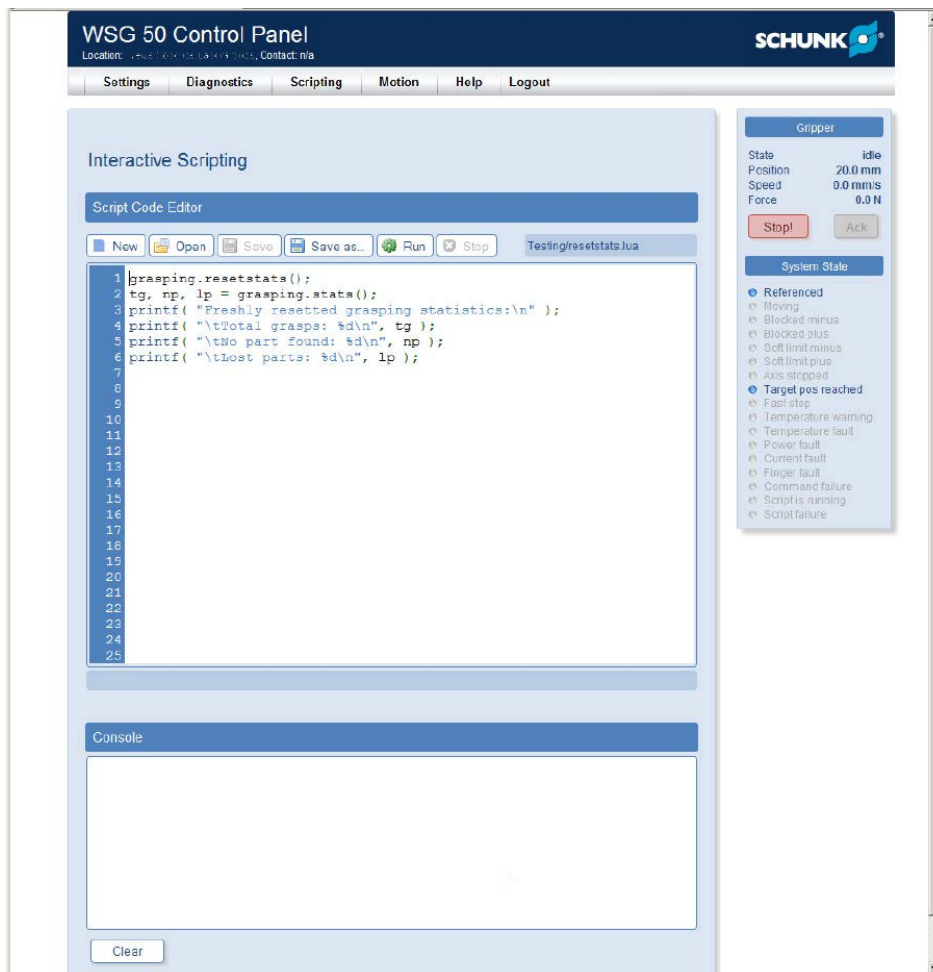 WSG 50 Control Panel
Location: Contact: n/a
SCHUNK
Settings Diagnostics Scripting Motion Help Logout
Interactive Scripting
Script Code Editor
New Open Save Save as... Run Stop Testing/resetstats.lua
1 grasping.resetstats();
2 tg, np, lp = grasping.stats();
3 printf( "Freshly resetted grasping statistics:\n" );
4 printf( "\tTotal grasps: %d\n", tg );
5 printf( "\tNo part found: %d\n", np );
6 printf( "\tLost parts: %d\n", lp );
7
8
9
10
11
12
13
14
15
16
17
18
19
20
21
22
23
24
25
Console
Clear
Gripper
State idle
Position 20.0 mm
Speed 0.0 mm/s
Force 0.0 N
Stop! Ack
System State
Referenced
Moving
Blocked minus
Blocked plus
Soft limit minus
Soft limit plus
Axis stopped
Target pos reached
Fast stop
Temperature warning
Temperature fault
Power fault
Current fault
Finger fault
Command failure
Script is running
Script failure